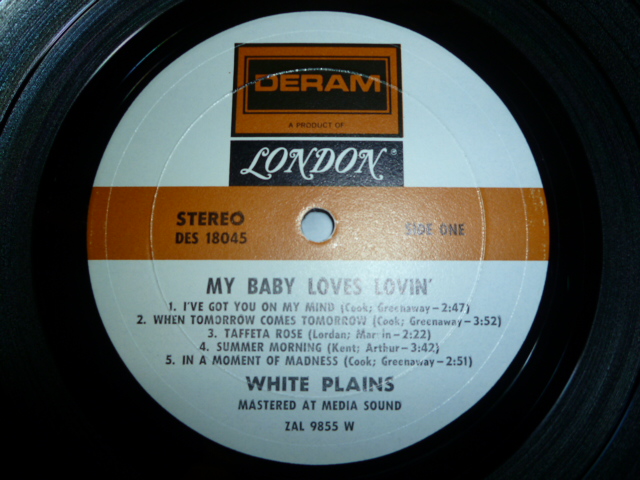 DERAM
A PRODUCT OF
LONDON®
STEREO
DES 18045
SIDE ONE
MY BABY LOVES LOVIN'
1. I'VE GOT YOU ON MY MIND (Cook; Greenaway-2:47)
2. WHEN TOMORROW COMES TOMORROW (Cook; Greenaway-3:52)
3. TAFFETA ROSE (Lordan; Martin-2:22)
4. SUMMER MORNING (Kent; Arthur-3:42)
5. IN A MOMENT OF MADNESS (Cook; Greenaway-2:51)
WHITE PLAINS
MASTERED AT MEDIA SOUND
ZAL 9855 W